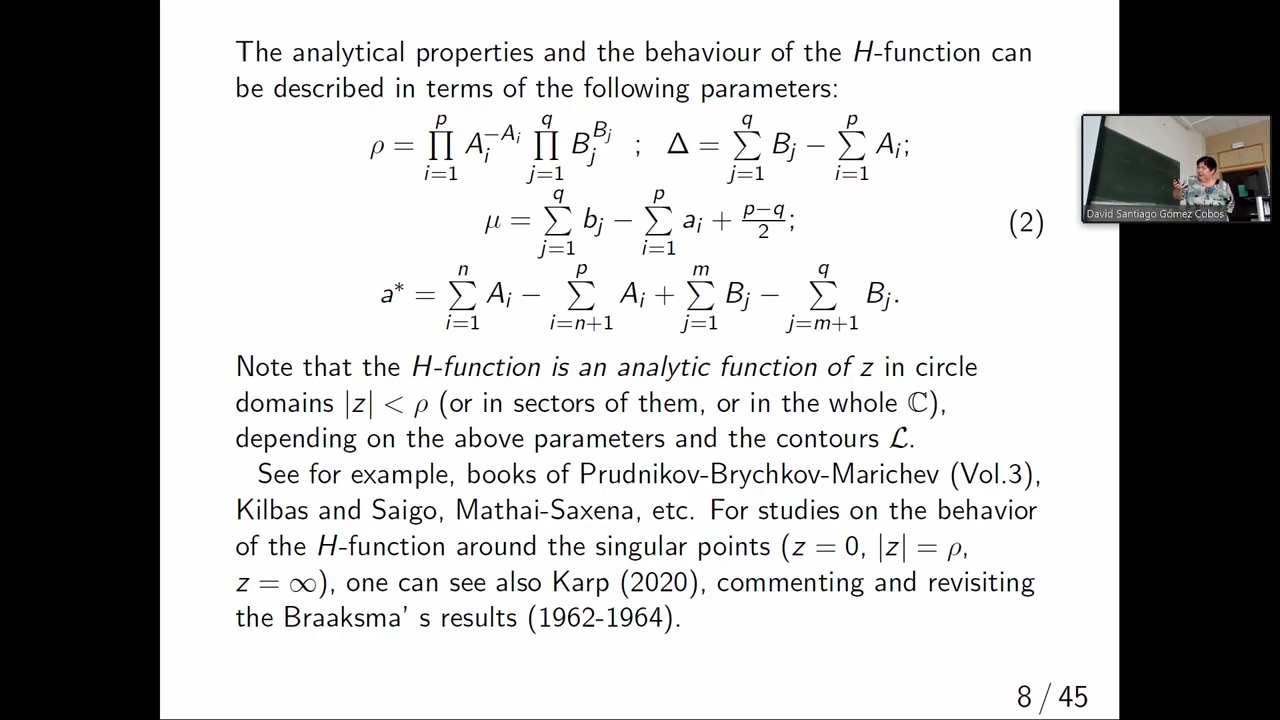 The analytical properties and the behaviour of the H-function can
be described in terms of the following parameters:
ρ = ∏_{i=1}^{p} A_i^{-A_i} ∏_{j=1}^{q} B_j^{B_j} ; Δ = ∑_{j=1}^{q} B_j − ∑_{i=1}^{p} A_i;
μ = ∑_{j=1}^{q} b_j − ∑_{i=1}^{p} a_i + \frac{p−q}{2}; (2)
a* = ∑_{i=1}^{n} A_i − ∑_{i=n+1}^{p} A_i + ∑_{j=1}^{m} B_j − ∑_{j=m+1}^{q} B_j.
Note that the H-function is an analytic function of z in circle
domains |z| < ρ (or in sectors of them, or in the whole ℂ),
depending on the above parameters and the contours ℒ.
See for example, books of Prudnikov-Brychkov-Marichev (Vol.3),
Kilbas and Saigo, Mathai-Saxena, etc. For studies on the behavior
of the H-function around the singular points (z = 0, |z| = ρ,
z = ∞), one can see also Karp (2020), commenting and revisiting
the Braaksma' s results (1962-1964).
8 / 45
David Santiago Gómez Cobos